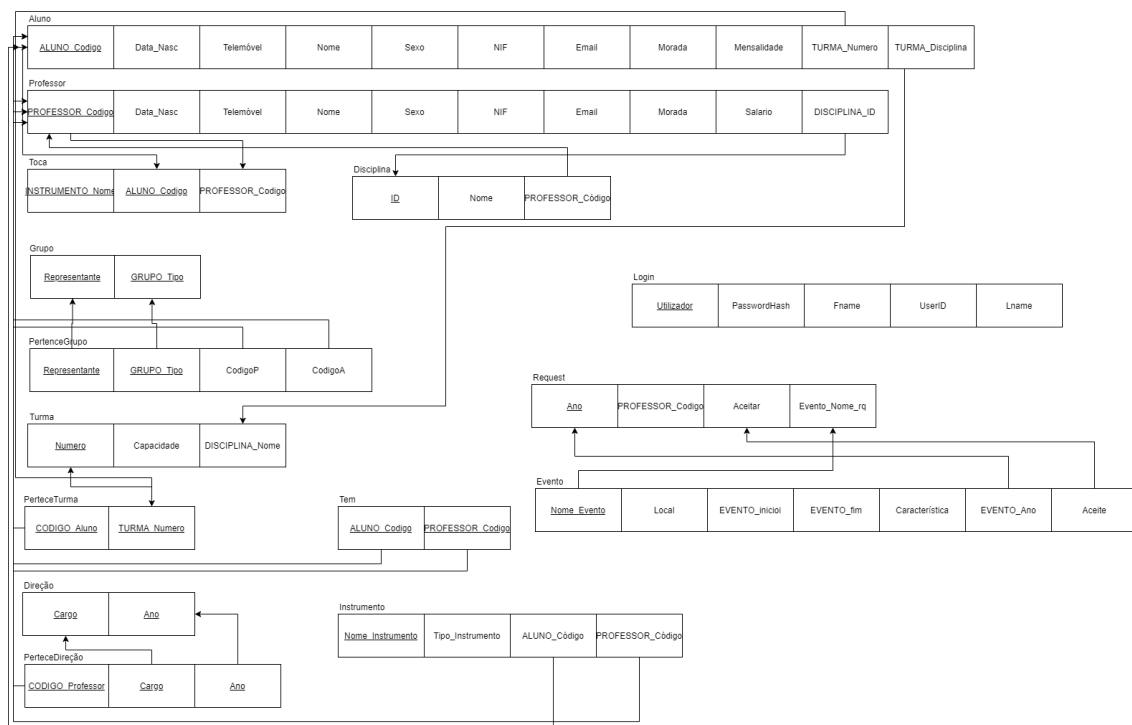 Aluno
ALUNO_Codigo Data_Nasc Telemóvel Nome Sexo NIF Email Morada Mensalidade TURMA_Numero TURMA_Disciplina
Professor
PROFESSOR_Codigo Data_Nasc Telemóvel Nome Sexo NIF Email Morada Salario DISCIPLINA_ID
Toca
INSTRUMENTO_Nome ALUNO_Codigo PROFESSOR_Codigo
Disciplina
ID Nome PROFESSOR_Código
Grupo
Representante GRUPO_Tipo
Login
Utilizador PasswordHash Fname UserID Lname
PertenceGrupo
Representante GRUPO_Tipo CodigoP CodigoA
Request
Ano PROFESSOR_Codigo Aceitar Evento_Nome_rq
Turma
Numero Capacidade DISCIPLINA_Nome
Evento
Nome_Evento Local EVENTO_inicioi EVENTO_fim Característica EVENTO_Ano Aceite
PerteceTurma
CODIGO_Aluno TURMA_Numero
Tem
ALUNO_Codigo PROFESSOR_Codigo
Direção
Cargo Ano
Instrumento
Nome_Instrumento Tipo_Instrumento ALUNO_Código PROFESSOR_Código
PerteceDireção
CODIGO_Professor Cargo Ano